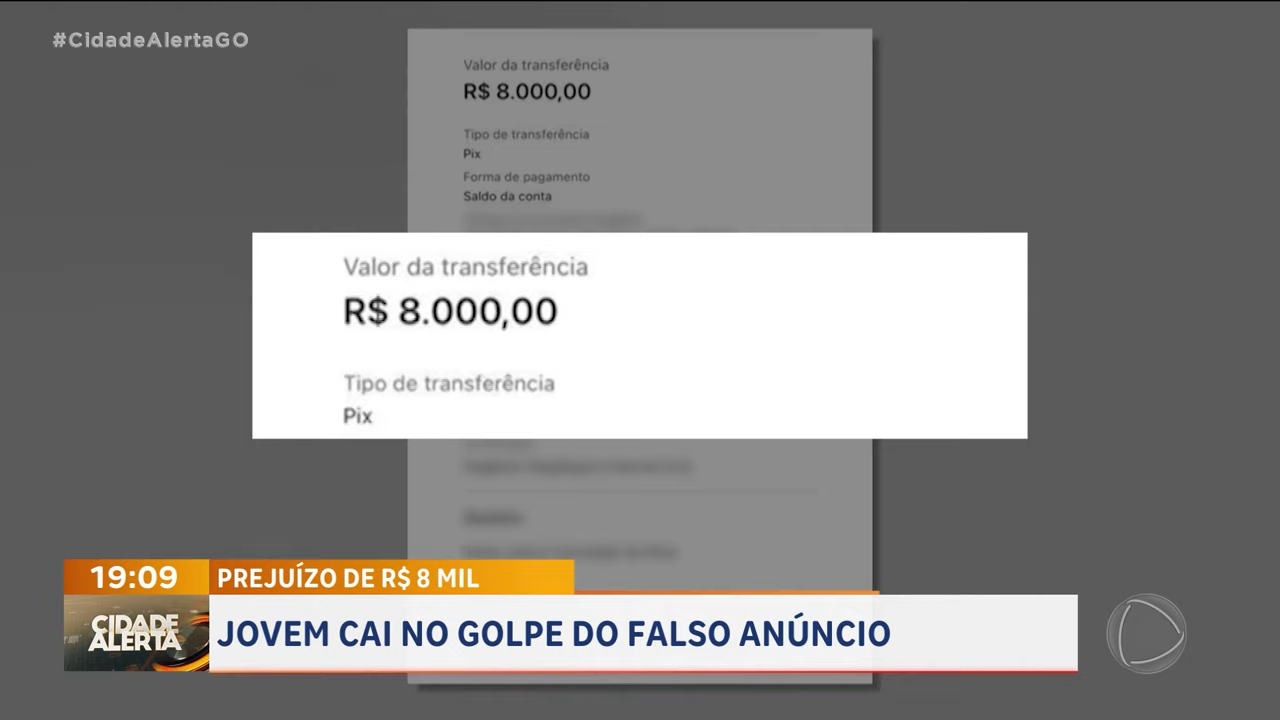 #CidadeAlertaGO
Valor da transferência
R$ 8.000,00
Tipo de transferência
Pix
Forma de pagamento
Saldo da conta
Valor da transferência
R$ 8.000,00
Tipo de transferência
Pix
19:09
PREJUÍZO DE R$ 8 MIL
CIDADE
ALERTA
JOVEM CAI NO GOLPE DO FALSO ANÚNCIO